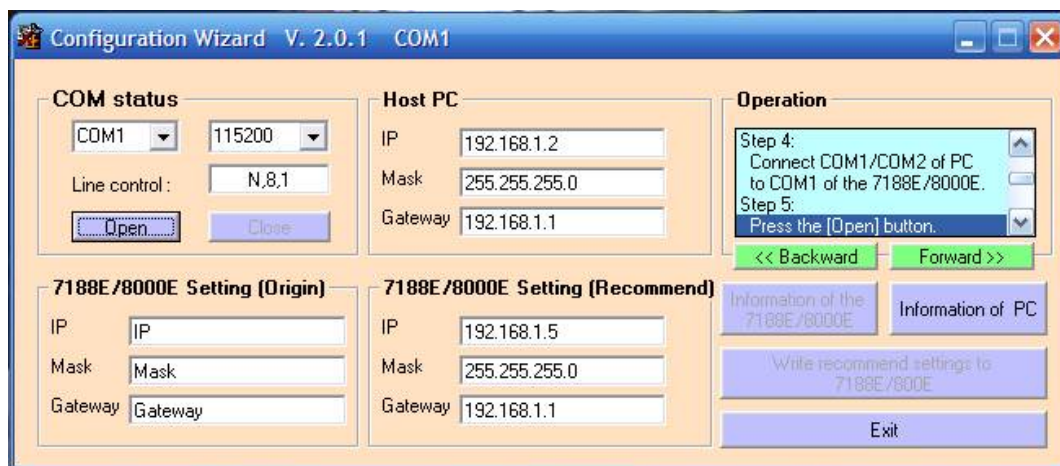 Configuration Wizard V. 2.0.1 COM1
COM status
COM1
115200
Line control :
N,8,1
Open
Close
Host PC
IP
192.168.1.2
Mask
255.255.255.0
Gateway
192.168.1.1
Operation
Step 4:
Connect COM1/COM2 of PC
to COM1 of the 7188E/8000E.
Step 5:
Press the [Open] button.
<< Backward
Forward >>
7188E/8000E Setting (Origin)
IP
IP
Mask
Mask
Gateway
Gateway
7188E/8000E Setting (Recommend)
IP
192.168.1.5
Mask
255.255.255.0
Gateway
192.168.1.1
Information of the
7188E/8000E
Information of PC
Write recommend settings to
7188E/800E
Exit